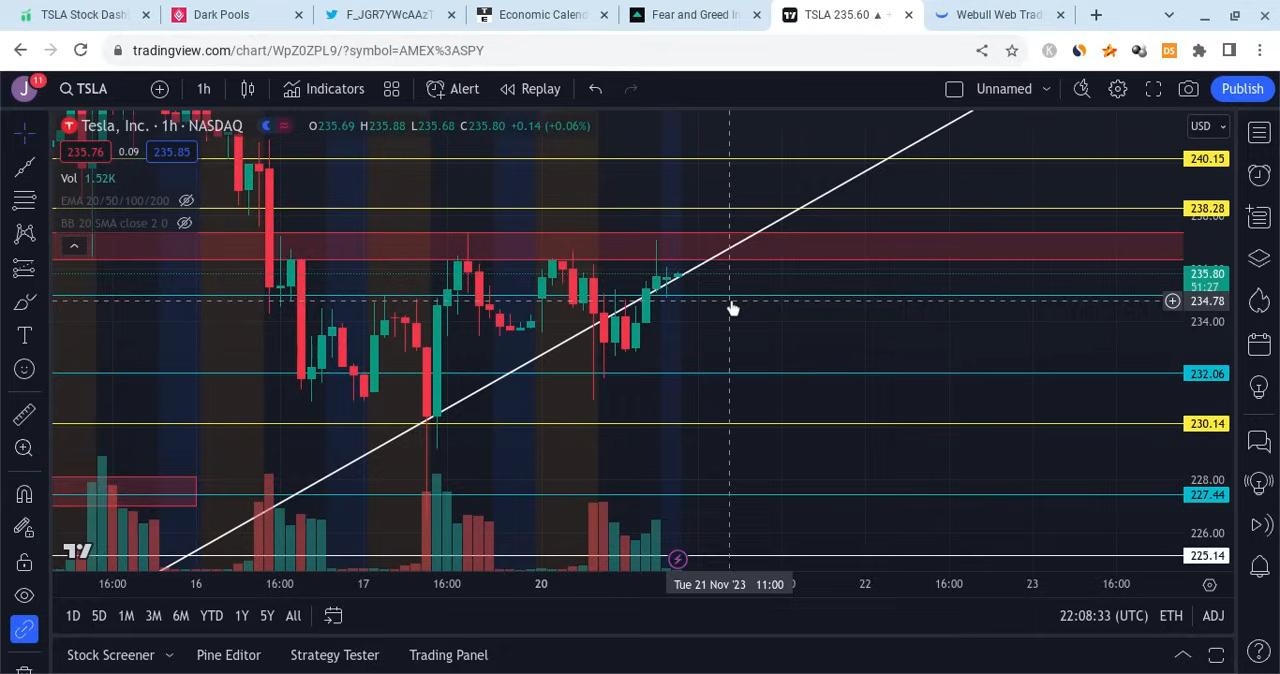 TSLA Stock Dash
Dark Pools
F_JGR7YWcAAzT
Economic Calend
Fear and Greed In
TSLA 235.60 ▲ +
Webull Web Trad
tradingview.com/chart/WpZ0ZPL9/?symbol=AMEX%3ASPY
J 11 TSLA 1h Indicators Alert Replay Unnamed Publish
Tesla, Inc. · 1h · NASDAQ O235.69 H235.88 L235.68 C235.80 +0.14 (+0.06%)
USD
235.76 0.09 235.85
Vol 1.52K
EMA 20/50/100/200
BB 20 SMA close 2 0
240.15
238.28
235.80
51:27
234.78
234.00
232.06
230.14
228.00
227.44
226.00
225.14
16:00 16 16:00 17 16:00 20 Tue 21 Nov '23 11:00 22 16:00 23 16:00
1D 5D 1M 3M 6M YTD 1Y 5Y All 22:08:33 (UTC) ETH ADJ
Stock Screener Pine Editor Strategy Tester Trading Panel